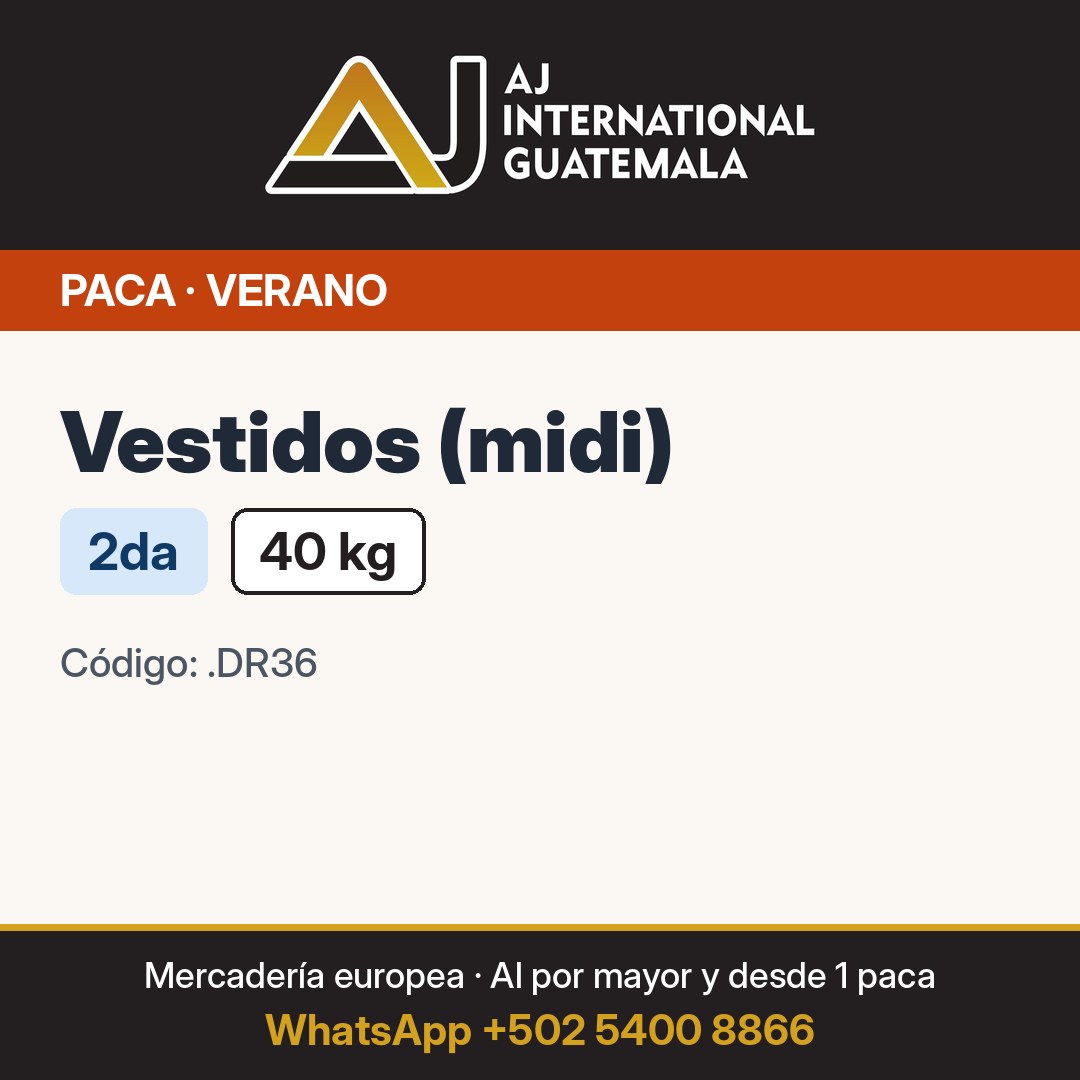 AJ
AJ
INTERNATIONAL
GUATEMALA
PACA · VERANO
Vestidos (midi)
2da
40 kg
Código: .DR36
Mercadería europea · Al por mayor y desde 1 paca
WhatsApp +502 5400 8866